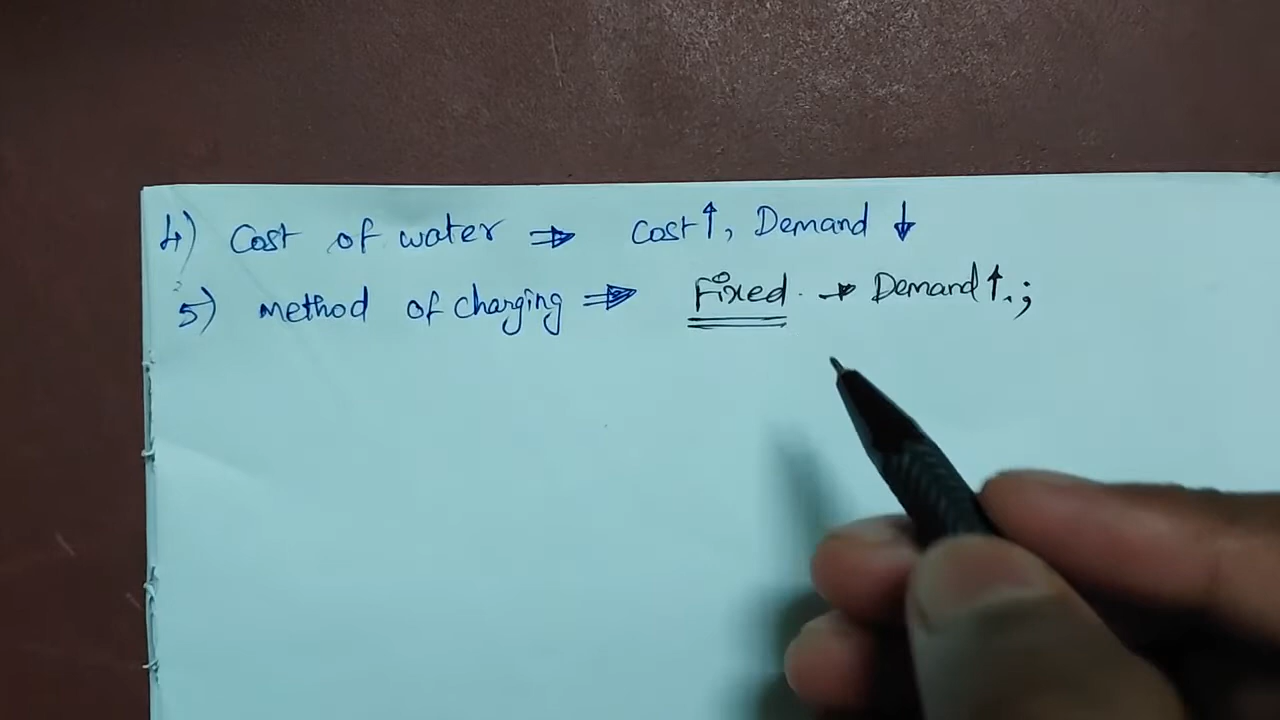 4) Cost of water ⇒ Cost↑, Demand ↓
5) method of charging ⇒ Fixed. → Demand↑.;